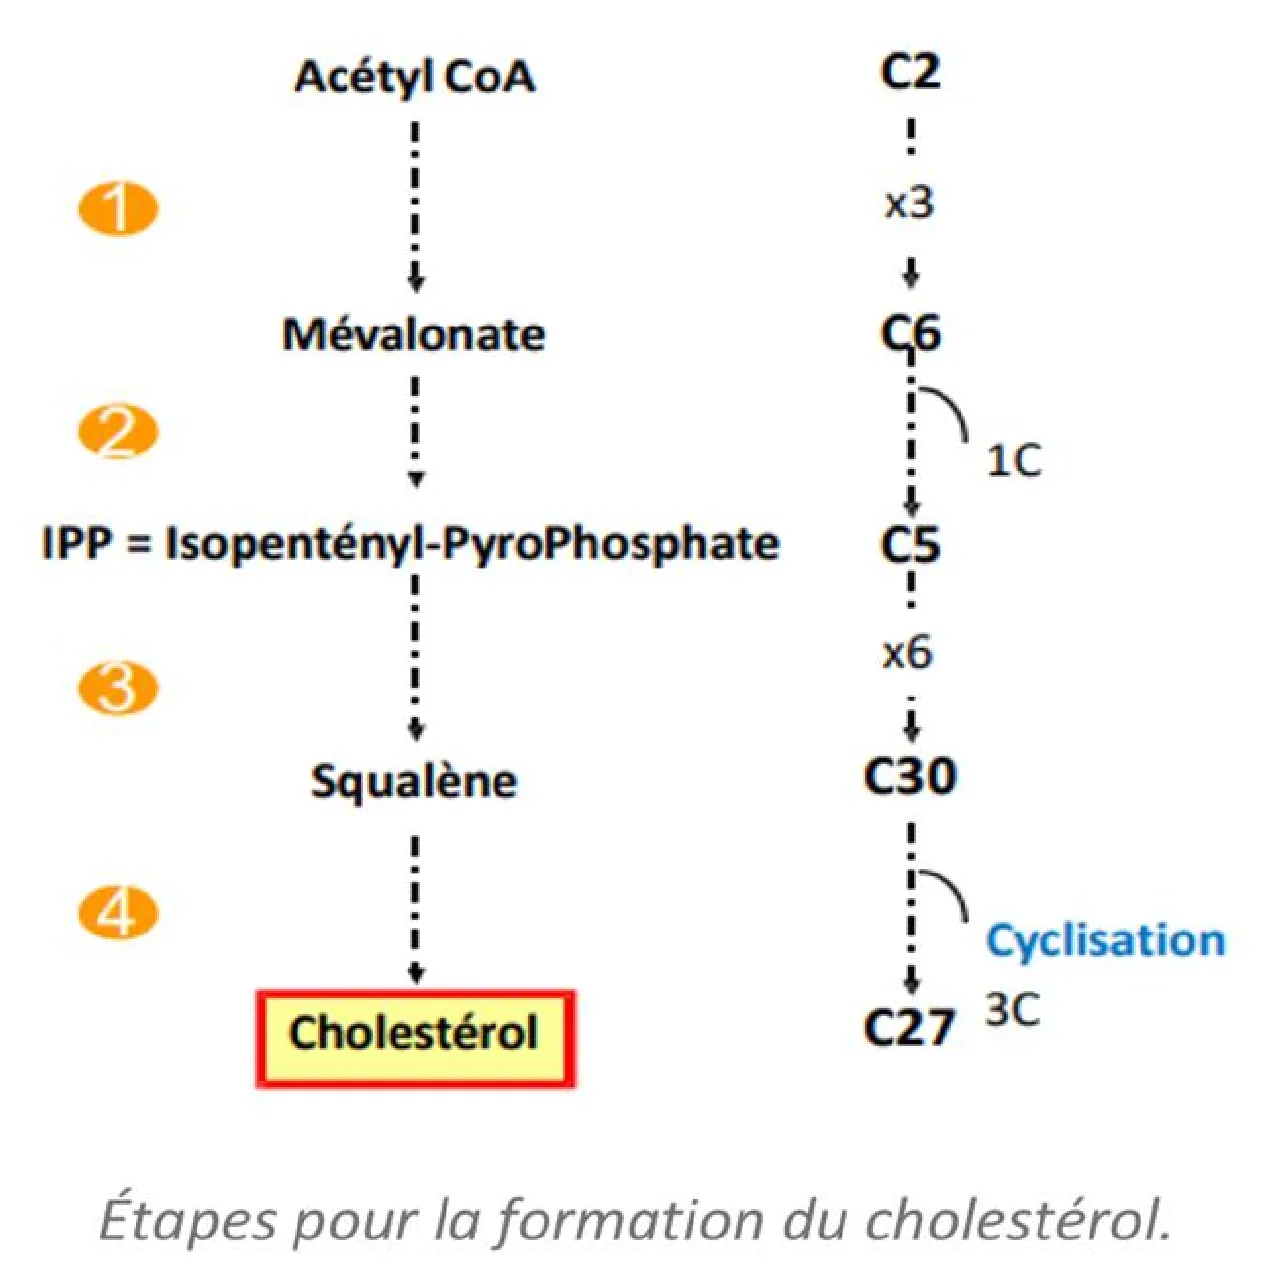 Acétyl CoA C2
1 x3
Mévalonate C6
2 1C
IPP = Isopentényl-PyroPhosphate C5
3 x6
Squalène C30
4 Cyclisation
Cholestérol C27 3C
Étapes pour la formation du cholestérol.